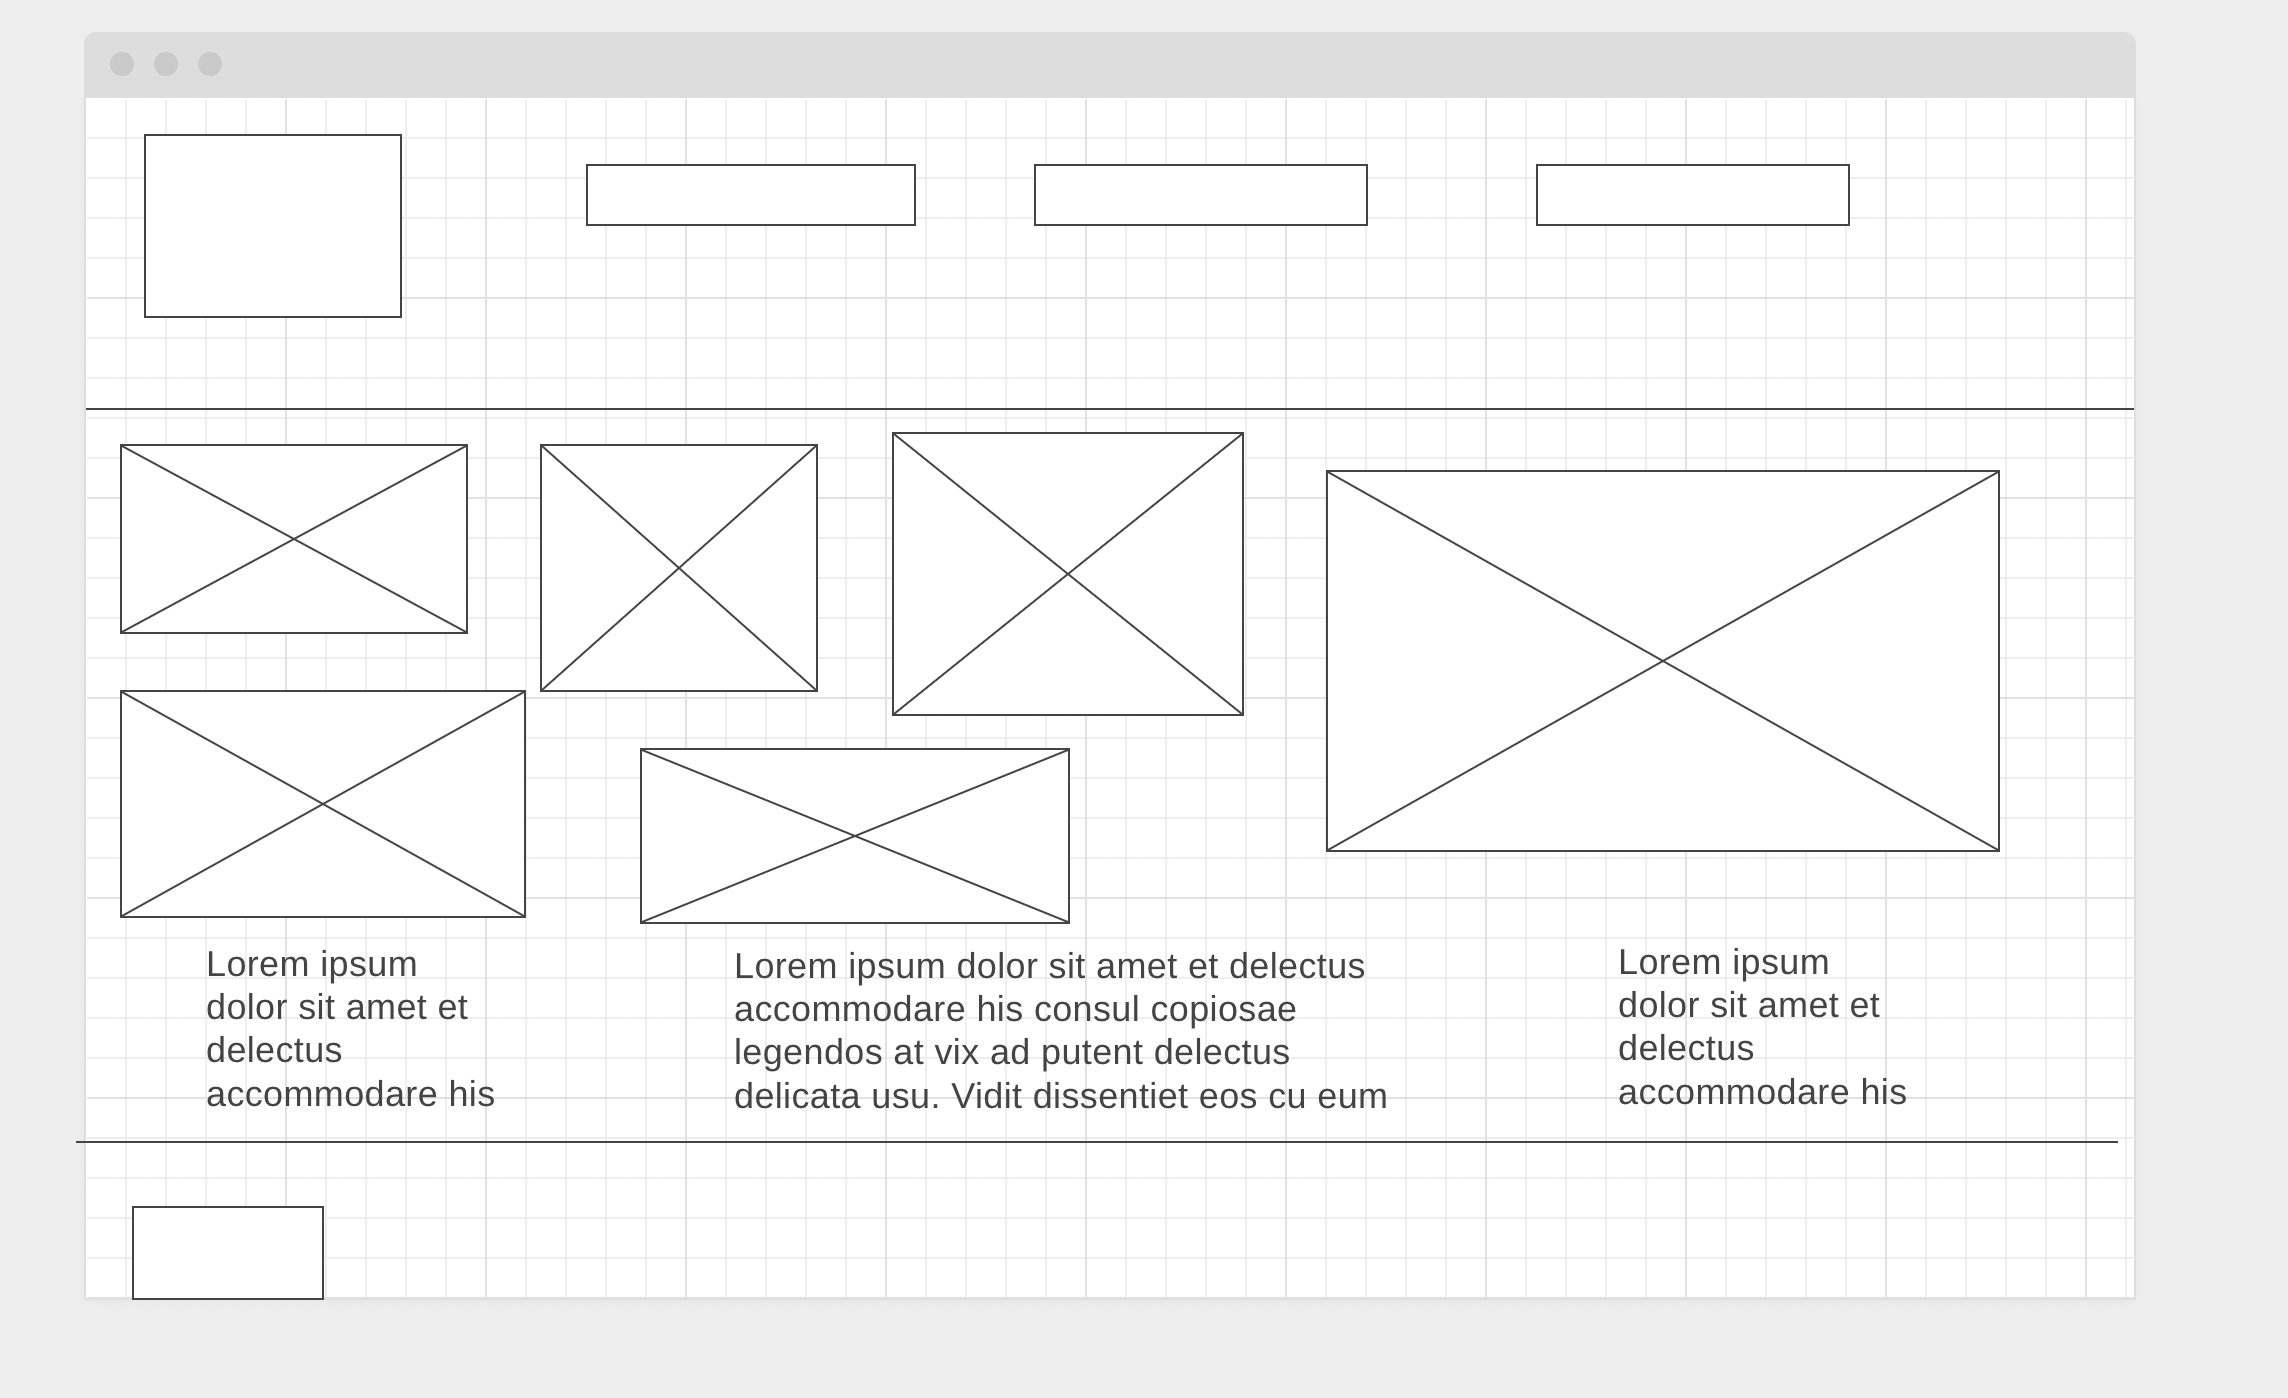 Lorem ipsum
dolor sit amet et
delectus
accommodare his
Lorem ipsum dolor sit amet et delectus
accommodare his consul copiosae
legendos at vix ad putent delectus
delicata usu. Vidit dissentiet eos cu eum
Lorem ipsum
dolor sit amet et
delectus
accommodare his